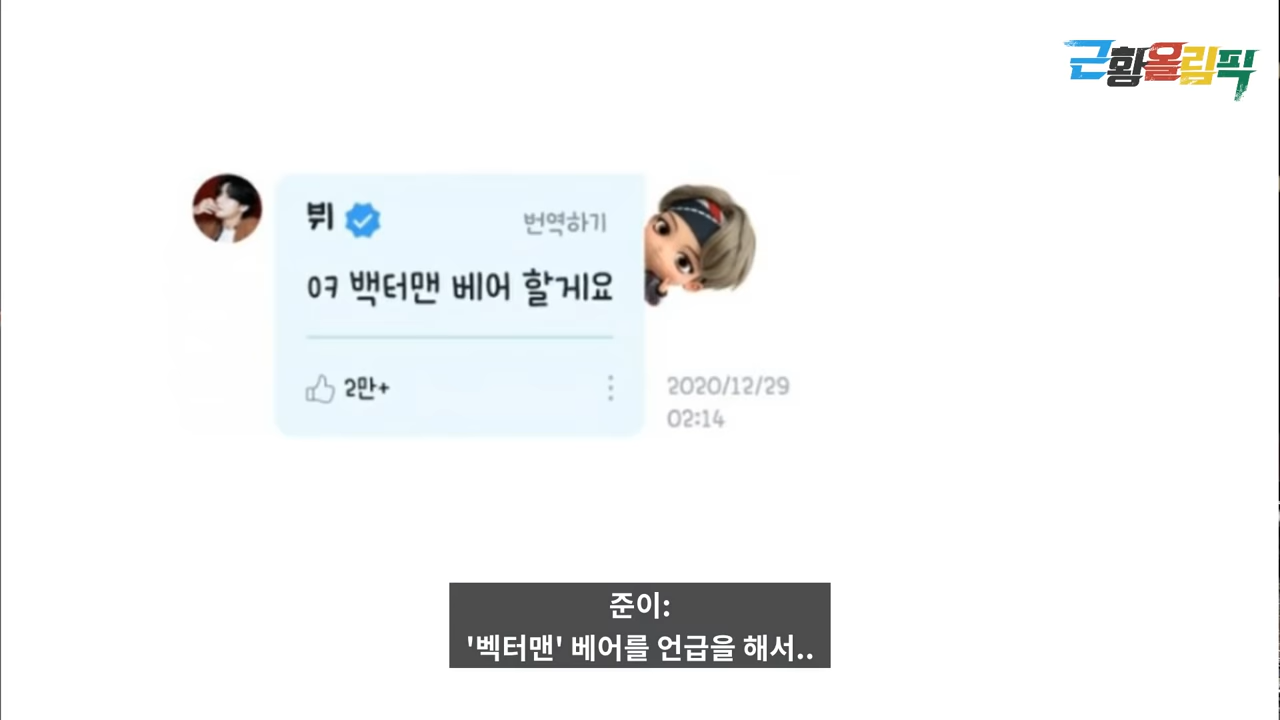 근황올림픽
뷔
번역하기
아 백터맨 베어 할게요
2만+
2020/12/29
02:14
준이:
'벡터맨' 베어를 언급을 해서..